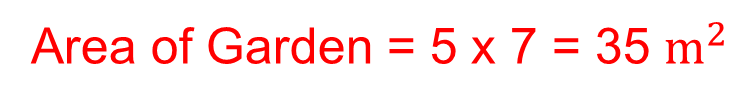 Area of Garden = 5 x 7 = 35 m²